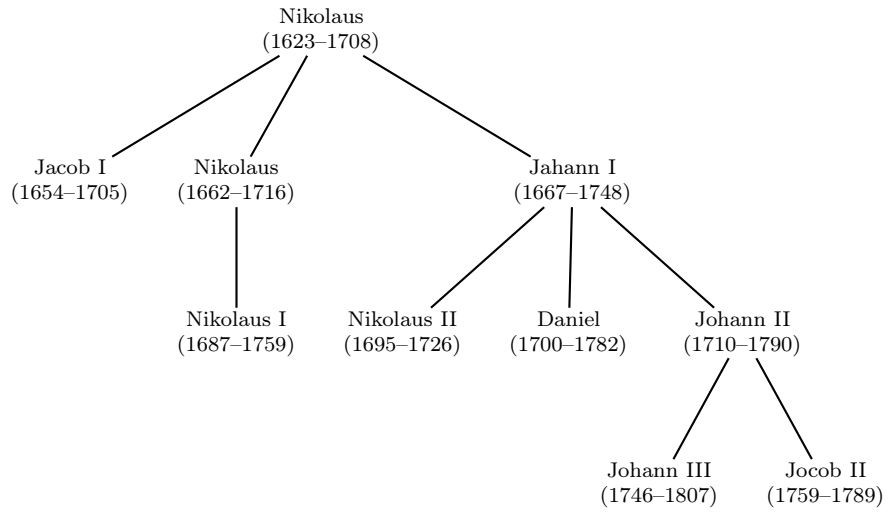 Nikolaus
(1623–1708)
Jacob I
(1654–1705)
Nikolaus
(1662–1716)
Jahann I
(1667–1748)
Nikolaus I
(1687–1759)
Nikolaus II
(1695–1726)
Daniel
(1700–1782)
Johann II
(1710–1790)
Johann III
(1746–1807)
Jocob II
(1759–1789)